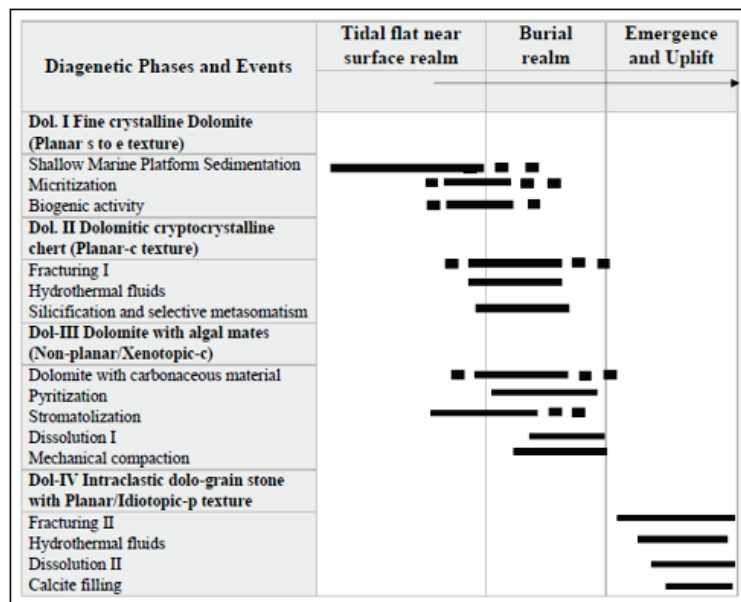 Diagenetic Phases and Events
Tidal flat near
surface realm
Burial
realm
Emergence
and Uplift
Dol. I Fine crystalline Dolomite
(Planar s to e texture)
Shallow Marine Platform Sedimentation
Micritization
Biogenic activity
Dol. II Dolomitic cryptocrystalline
chert (Planar-c texture)
Fracturing I
Hydrothermal fluids
Silicification and selective metasomatism
Dol-III Dolomite with algal mates
(Non-planar/Xenotopic-c)
Dolomite with carbonaceous material
Pyritization
Stromatolization
Dissolution I
Mechanical compaction
Dol-IV Intraclastic dolo-grain stone
with Planar/Idiotopic-p texture
Fracturing II
Hydrothermal fluids
Dissolution II
Calcite filling